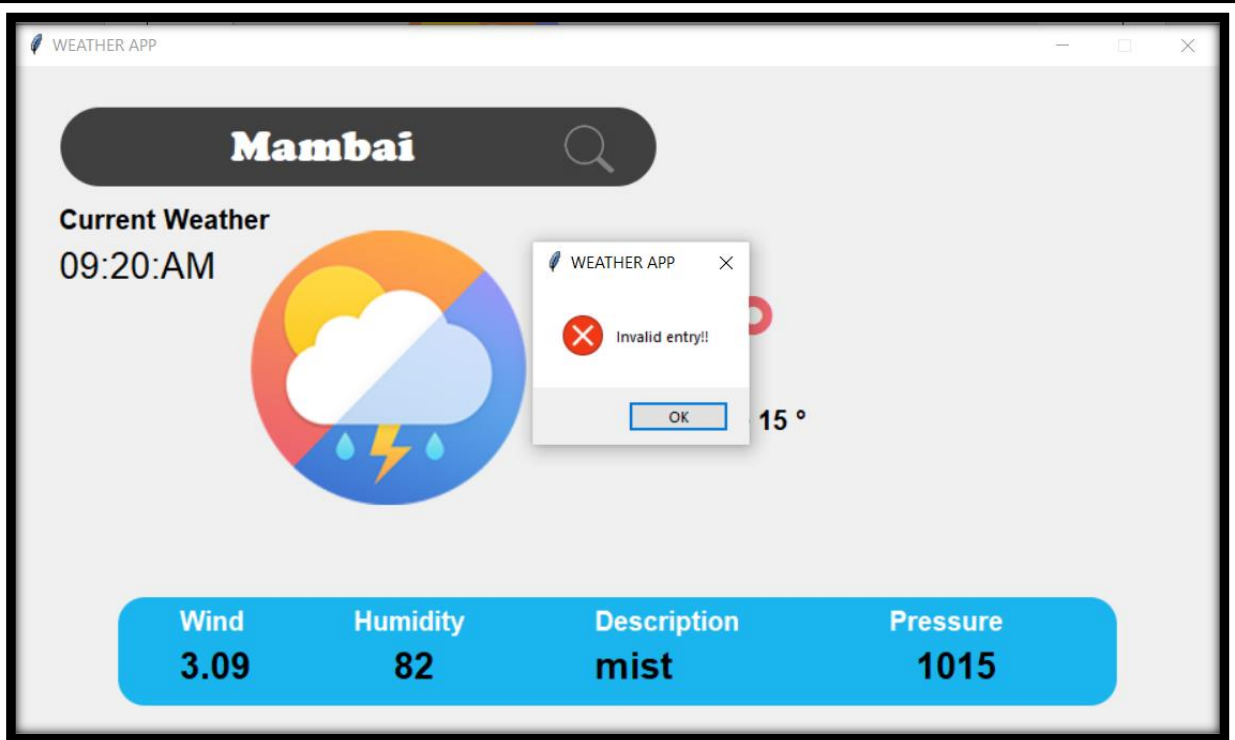 WEATHER APP
Mambai
Current Weather
09:20:AM
WEATHER APP
Invalid entry!!
OK
15 °
Wind Humidity Description Pressure
3.09 82 mist 1015